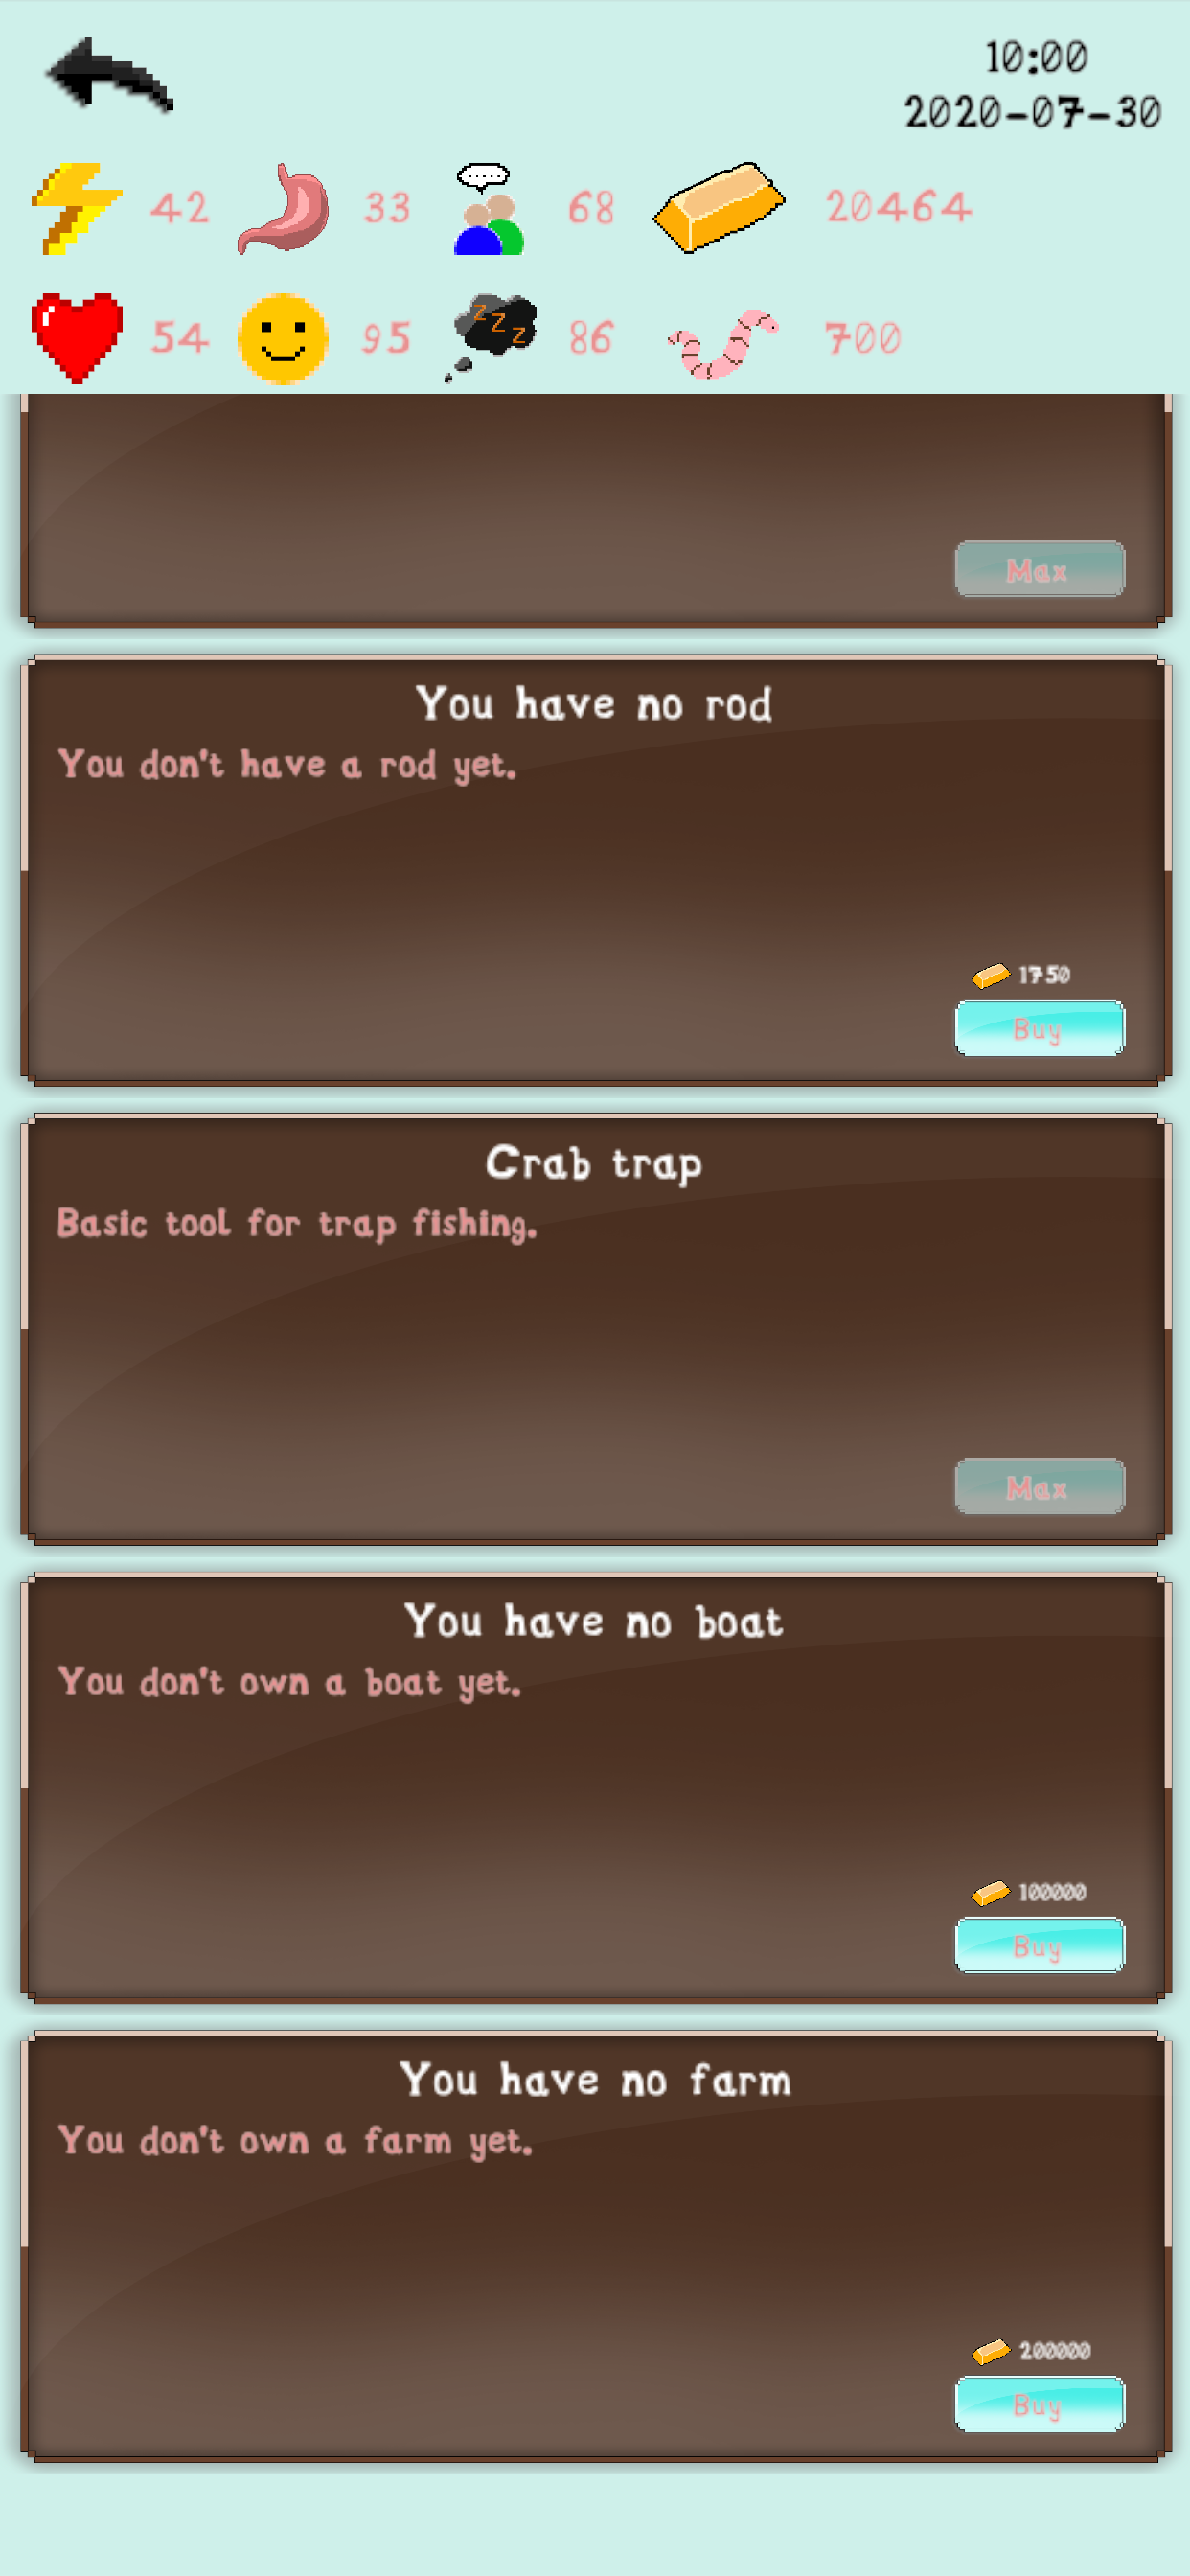 10:00
2020-07-30
42 33 68 20464
z z z
54 95 86 700
Max
You have no rod
You don't have a rod yet.
1750
Buy
Crab trap
Basic tool for trap fishing.
Max
You have no boat
You don't own a boat yet.
100000
Buy
You have no farm
You don't own a farm yet.
200000
Buy